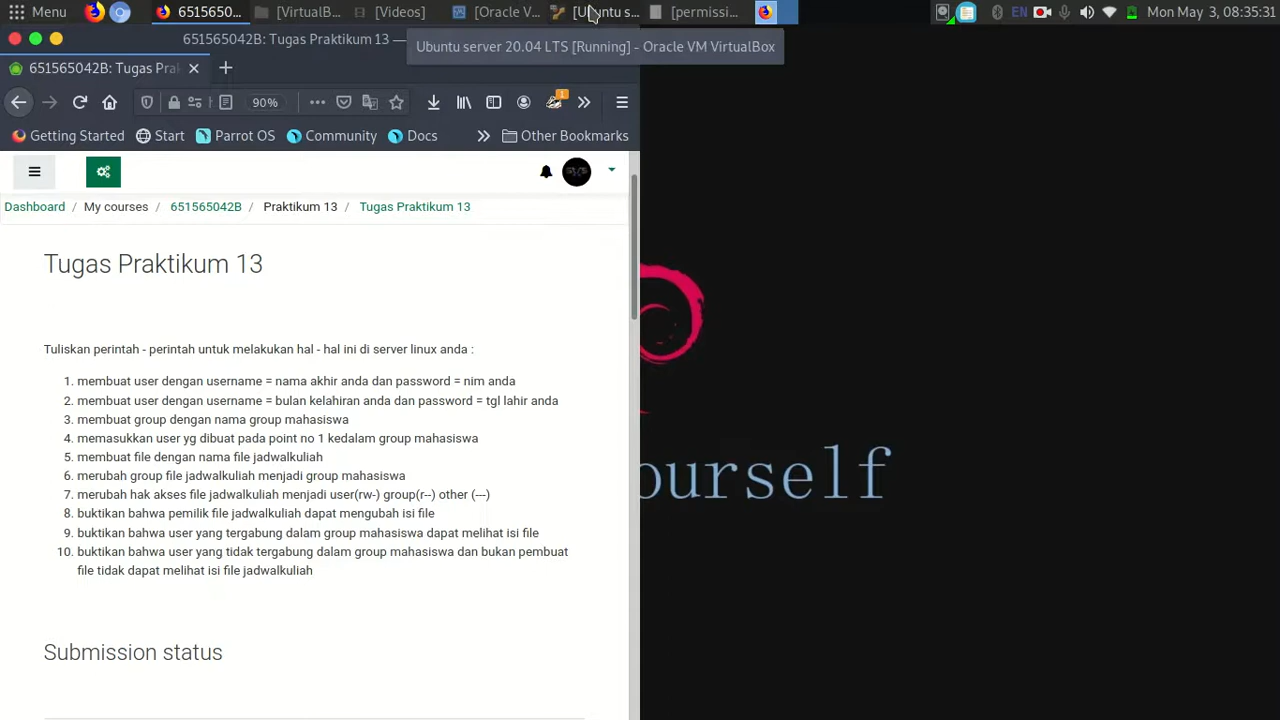 Menu
6515650...
[VirtualB...
[Videos]
[Oracle V...
[Ubuntu s...
[permissi...
EN
Mon May 3, 08:35:31
651565042B: Tugas Praktikum 13 —
Ubuntu server 20.04 LTS [Running] - Oracle VM VirtualBox
651565042B: Tugas Pra
90%
1
Getting Started
Start
Parrot OS
Community
Docs
Other Bookmarks
Dashboard / My courses / 651565042B / Praktikum 13 / Tugas Praktikum 13
Tugas Praktikum 13
Tuliskan perintah - perintah untuk melakukan hal - hal ini di server linux anda :
1. membuat user dengan username = nama akhir anda dan password = nim anda
2. membuat user dengan username = bulan kelahiran anda dan password = tgl lahir anda
3. membuat group dengan nama group mahasiswa
4. memasukkan user yg dibuat pada point no 1 kedalam group mahasiswa
5. membuat file dengan nama file jadwalkuliah
6. merubah group file jadwalkuliah menjadi group mahasiswa
7. merubah hak akses file jadwalkuliah menjadi user(rw-) group(r--) other (---)
8. buktikan bahwa pemilik file jadwalkuliah dapat mengubah isi file
9. buktikan bahwa user yang tergabung dalam group mahasiswa dapat melihat isi file
10. buktikan bahwa user yang tidak tergabung dalam group mahasiswa dan bukan pembuat
file tidak dapat melihat isi file jadwalkuliah
ourself
Submission status